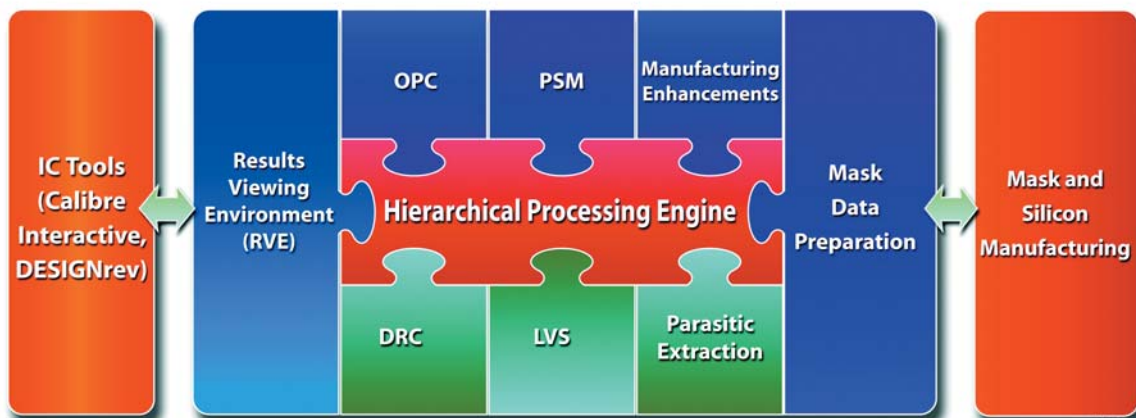 IC Tools
(Calibre
Interactive,
DESIGNrev)
Results
Viewing
Environment
(RVE)
OPC
PSM
Manufacturing
Enhancements
Hierarchical Processing Engine
DRC
LVS
Parasitic
Extraction
Mask
Data
Preparation
Mask and
Silicon
Manufacturing